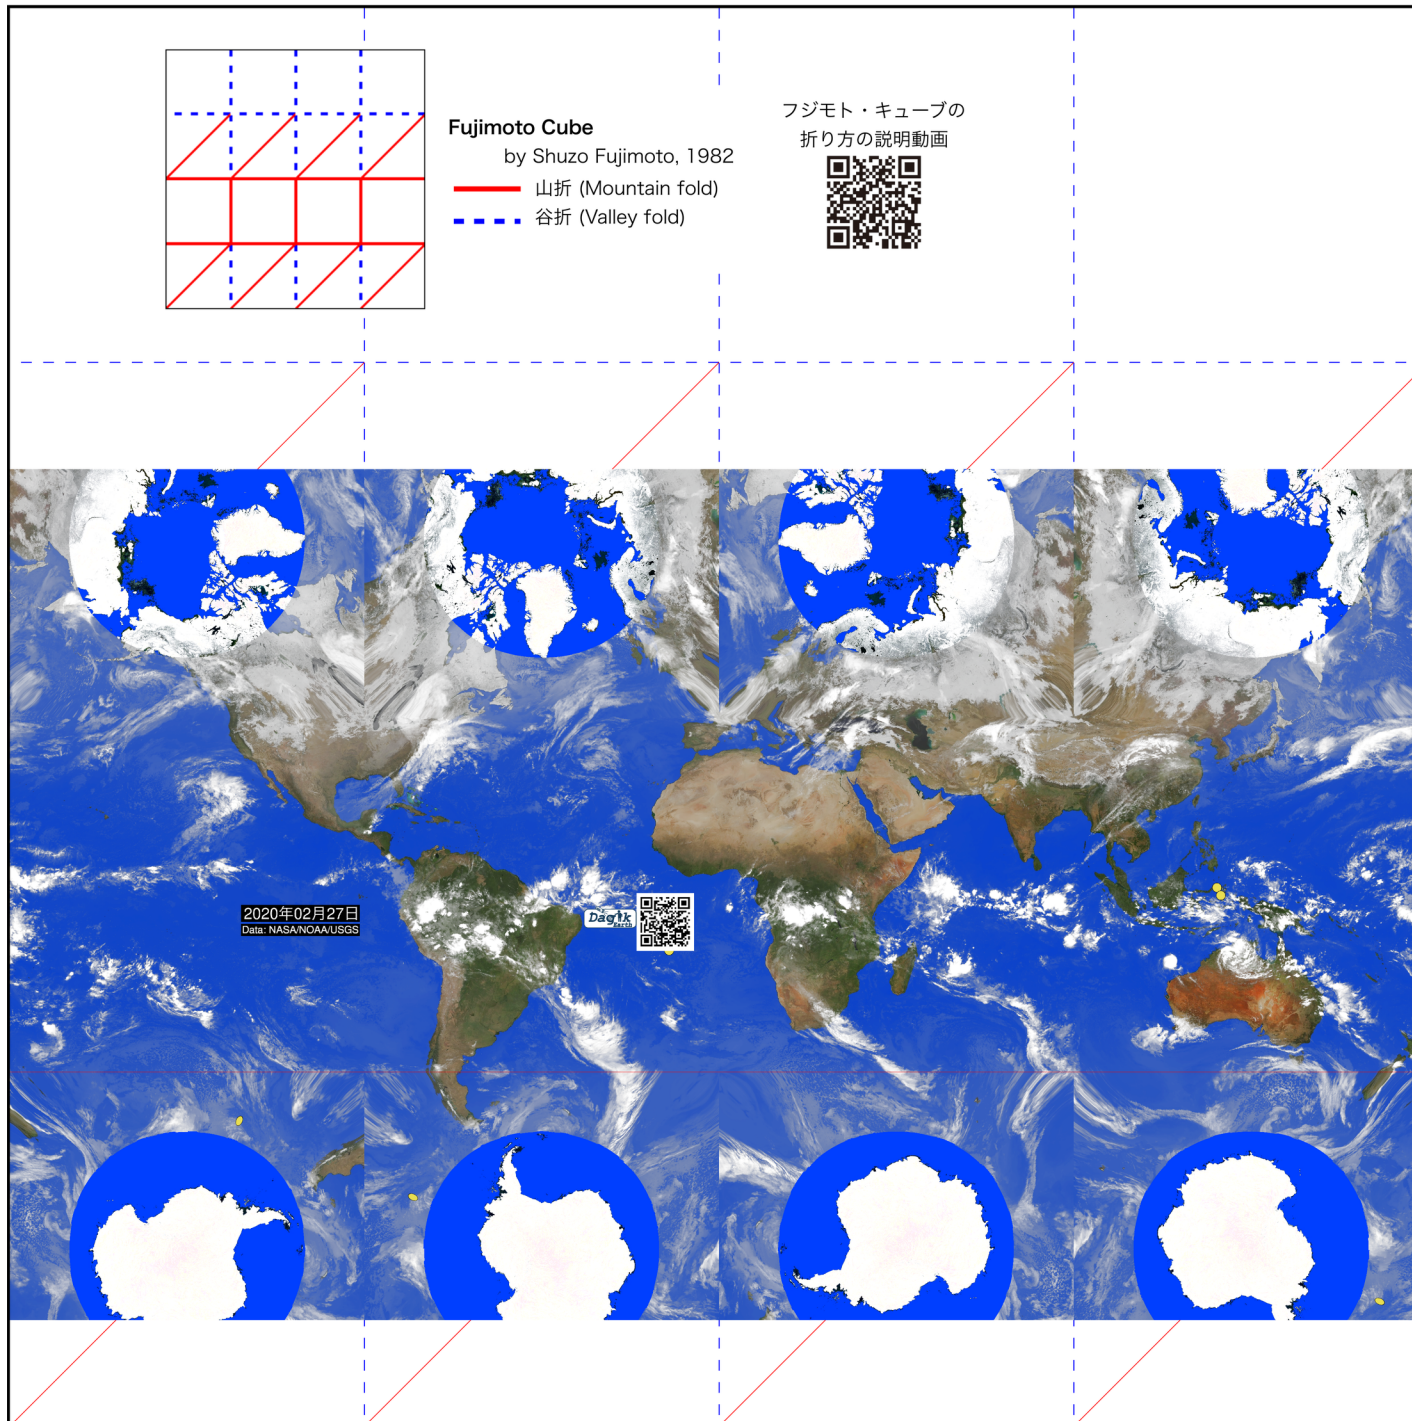 Fujimoto Cube
by Shuzo Fujimoto, 1982
山折 (Mountain fold)
谷折 (Valley fold)
フジモト・キューブの
折り方の説明動画
2020年02月27日
Data: NASA/NOAA/USGS
Dagik
Earth